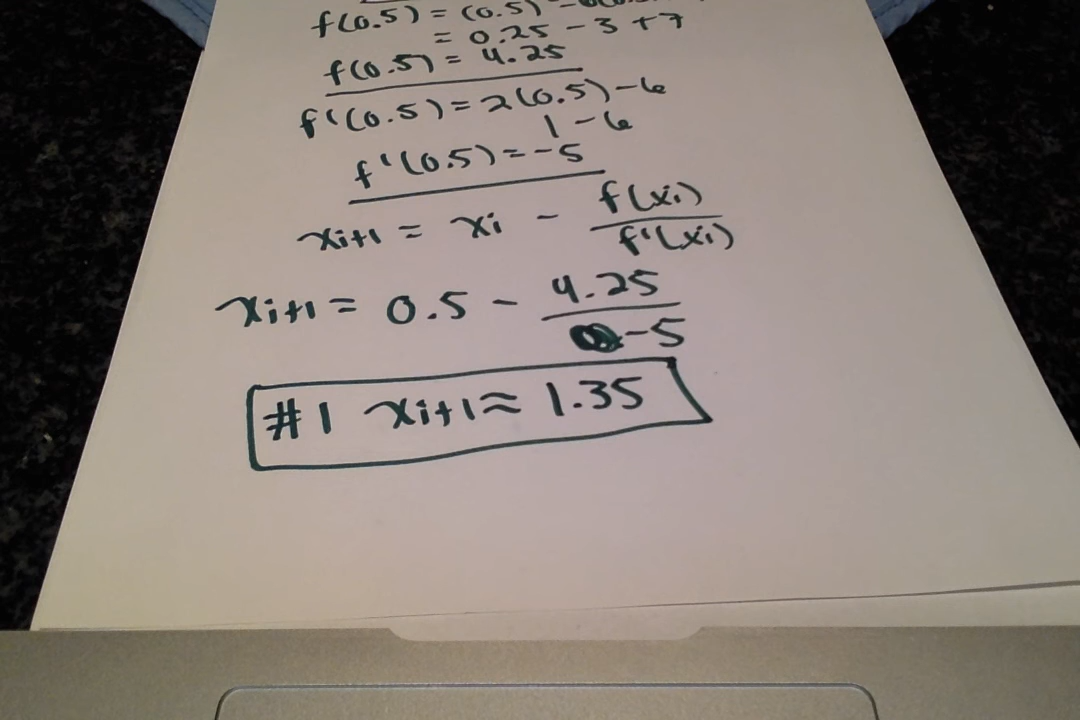 f(0.5) = (0.5)
= 0.25 - 3 + 7
f(0.5) = 4.25
f'(0.5) = 2(0.5) - 6
1 - 6
f'(0.5) = -5
xi+1 = xi - f(xi)/f'(xi)
xi+1 = 0.5 - 4.25/-5
#1 xi+1 ≈ 1.35